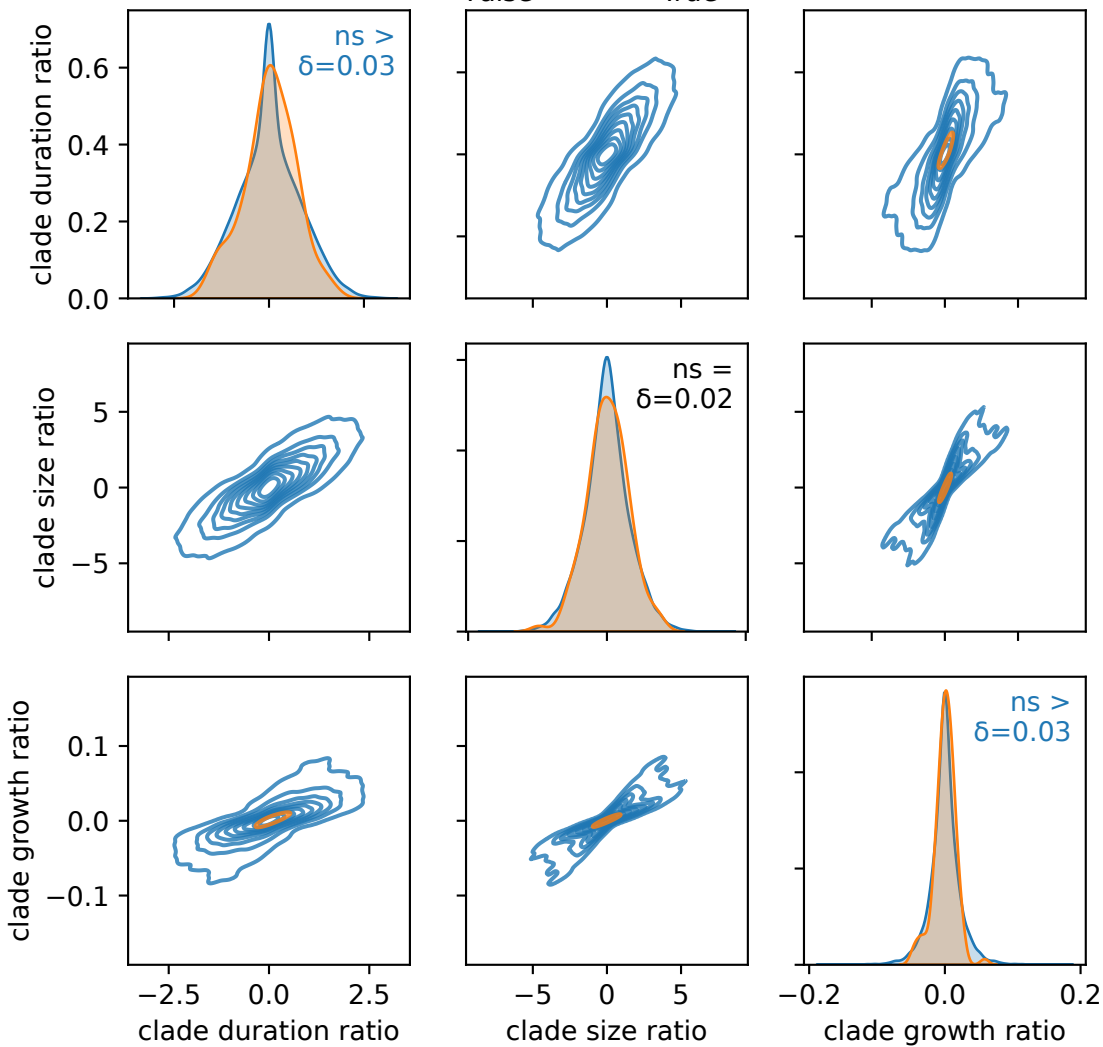 clade duration ratio
0.6
0.4
0.2
0.0
ns >
δ=0.03
clade size ratio
5
0
−5
ns =
δ=0.02
clade growth ratio
0.1
0.0
−0.1
ns >
δ=0.03
−2.5 0.0 2.5
−5 0 5
−0.2 0.0 0.2
clade duration ratio
clade size ratio
clade growth ratio